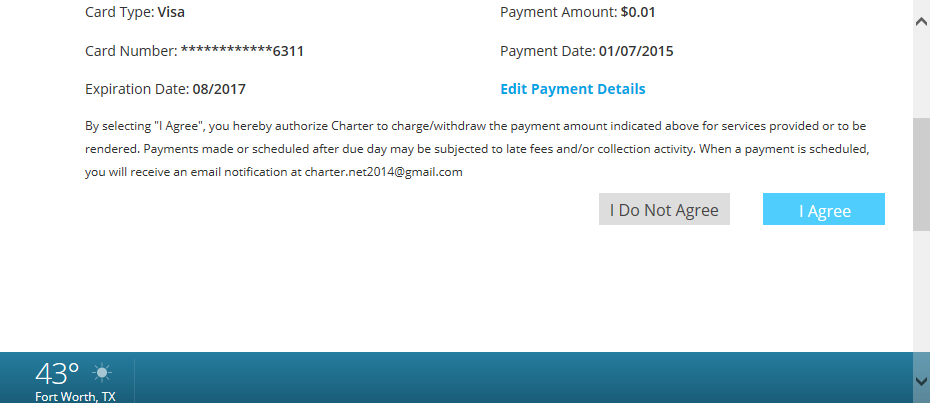 Card Type: Visa
Payment Amount: $0.01
Card Number: ************6311
Payment Date: 01/07/2015
Expiration Date: 08/2017
Edit Payment Details
By selecting "I Agree", you hereby authorize Charter to charge/withdraw the payment amount indicated above for services provided or to be
rendered. Payments made or scheduled after due day may be subjected to late fees and/or collection activity. When a payment is scheduled,
you will receive an email notification at charter.net2014@gmail.com
I Do Not Agree
I Agree
43°
Fort Worth, TX